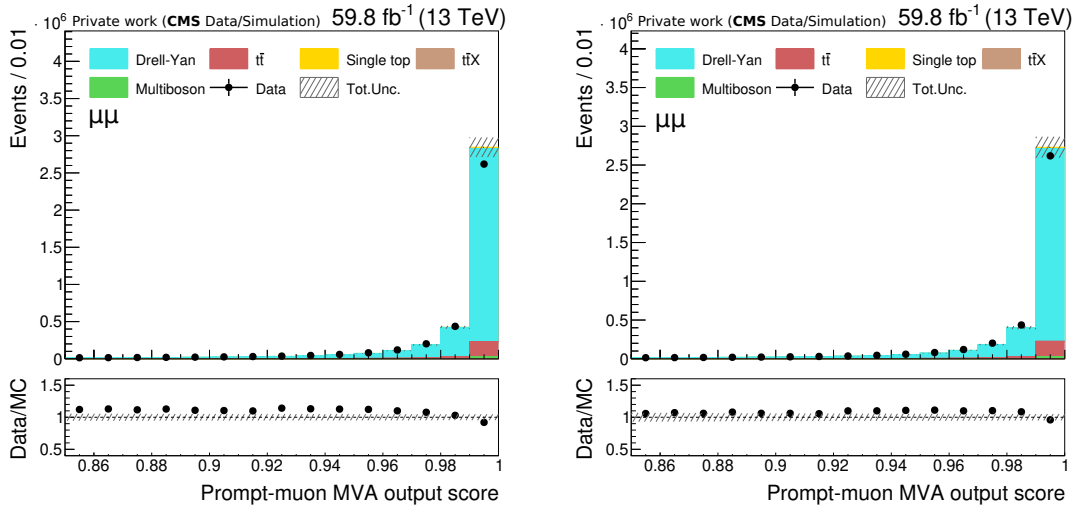 · 10⁶ Private work (CMS Data/Simulation) 59.8 fb⁻¹ (13 TeV)
Events / 0.01
Drell-Yan tt̄ Single top tt̄X
Multiboson Data Tot.Unc.
μμ
4
3.5
3
2.5
2
1.5
1
0.5
0
Data/MC
1.5
1
0.5
0.86 0.88 0.9 0.92 0.94 0.96 0.98 1
Prompt-muon MVA output score
· 10⁶ Private work (CMS Data/Simulation) 59.8 fb⁻¹ (13 TeV)
Events / 0.01
Drell-Yan tt̄ Single top tt̄X
Multiboson Data Tot.Unc.
μμ
4
3.5
3
2.5
2
1.5
1
0.5
0
Data/MC
1.5
1
0.5
0.86 0.88 0.9 0.92 0.94 0.96 0.98 1
Prompt-muon MVA output score